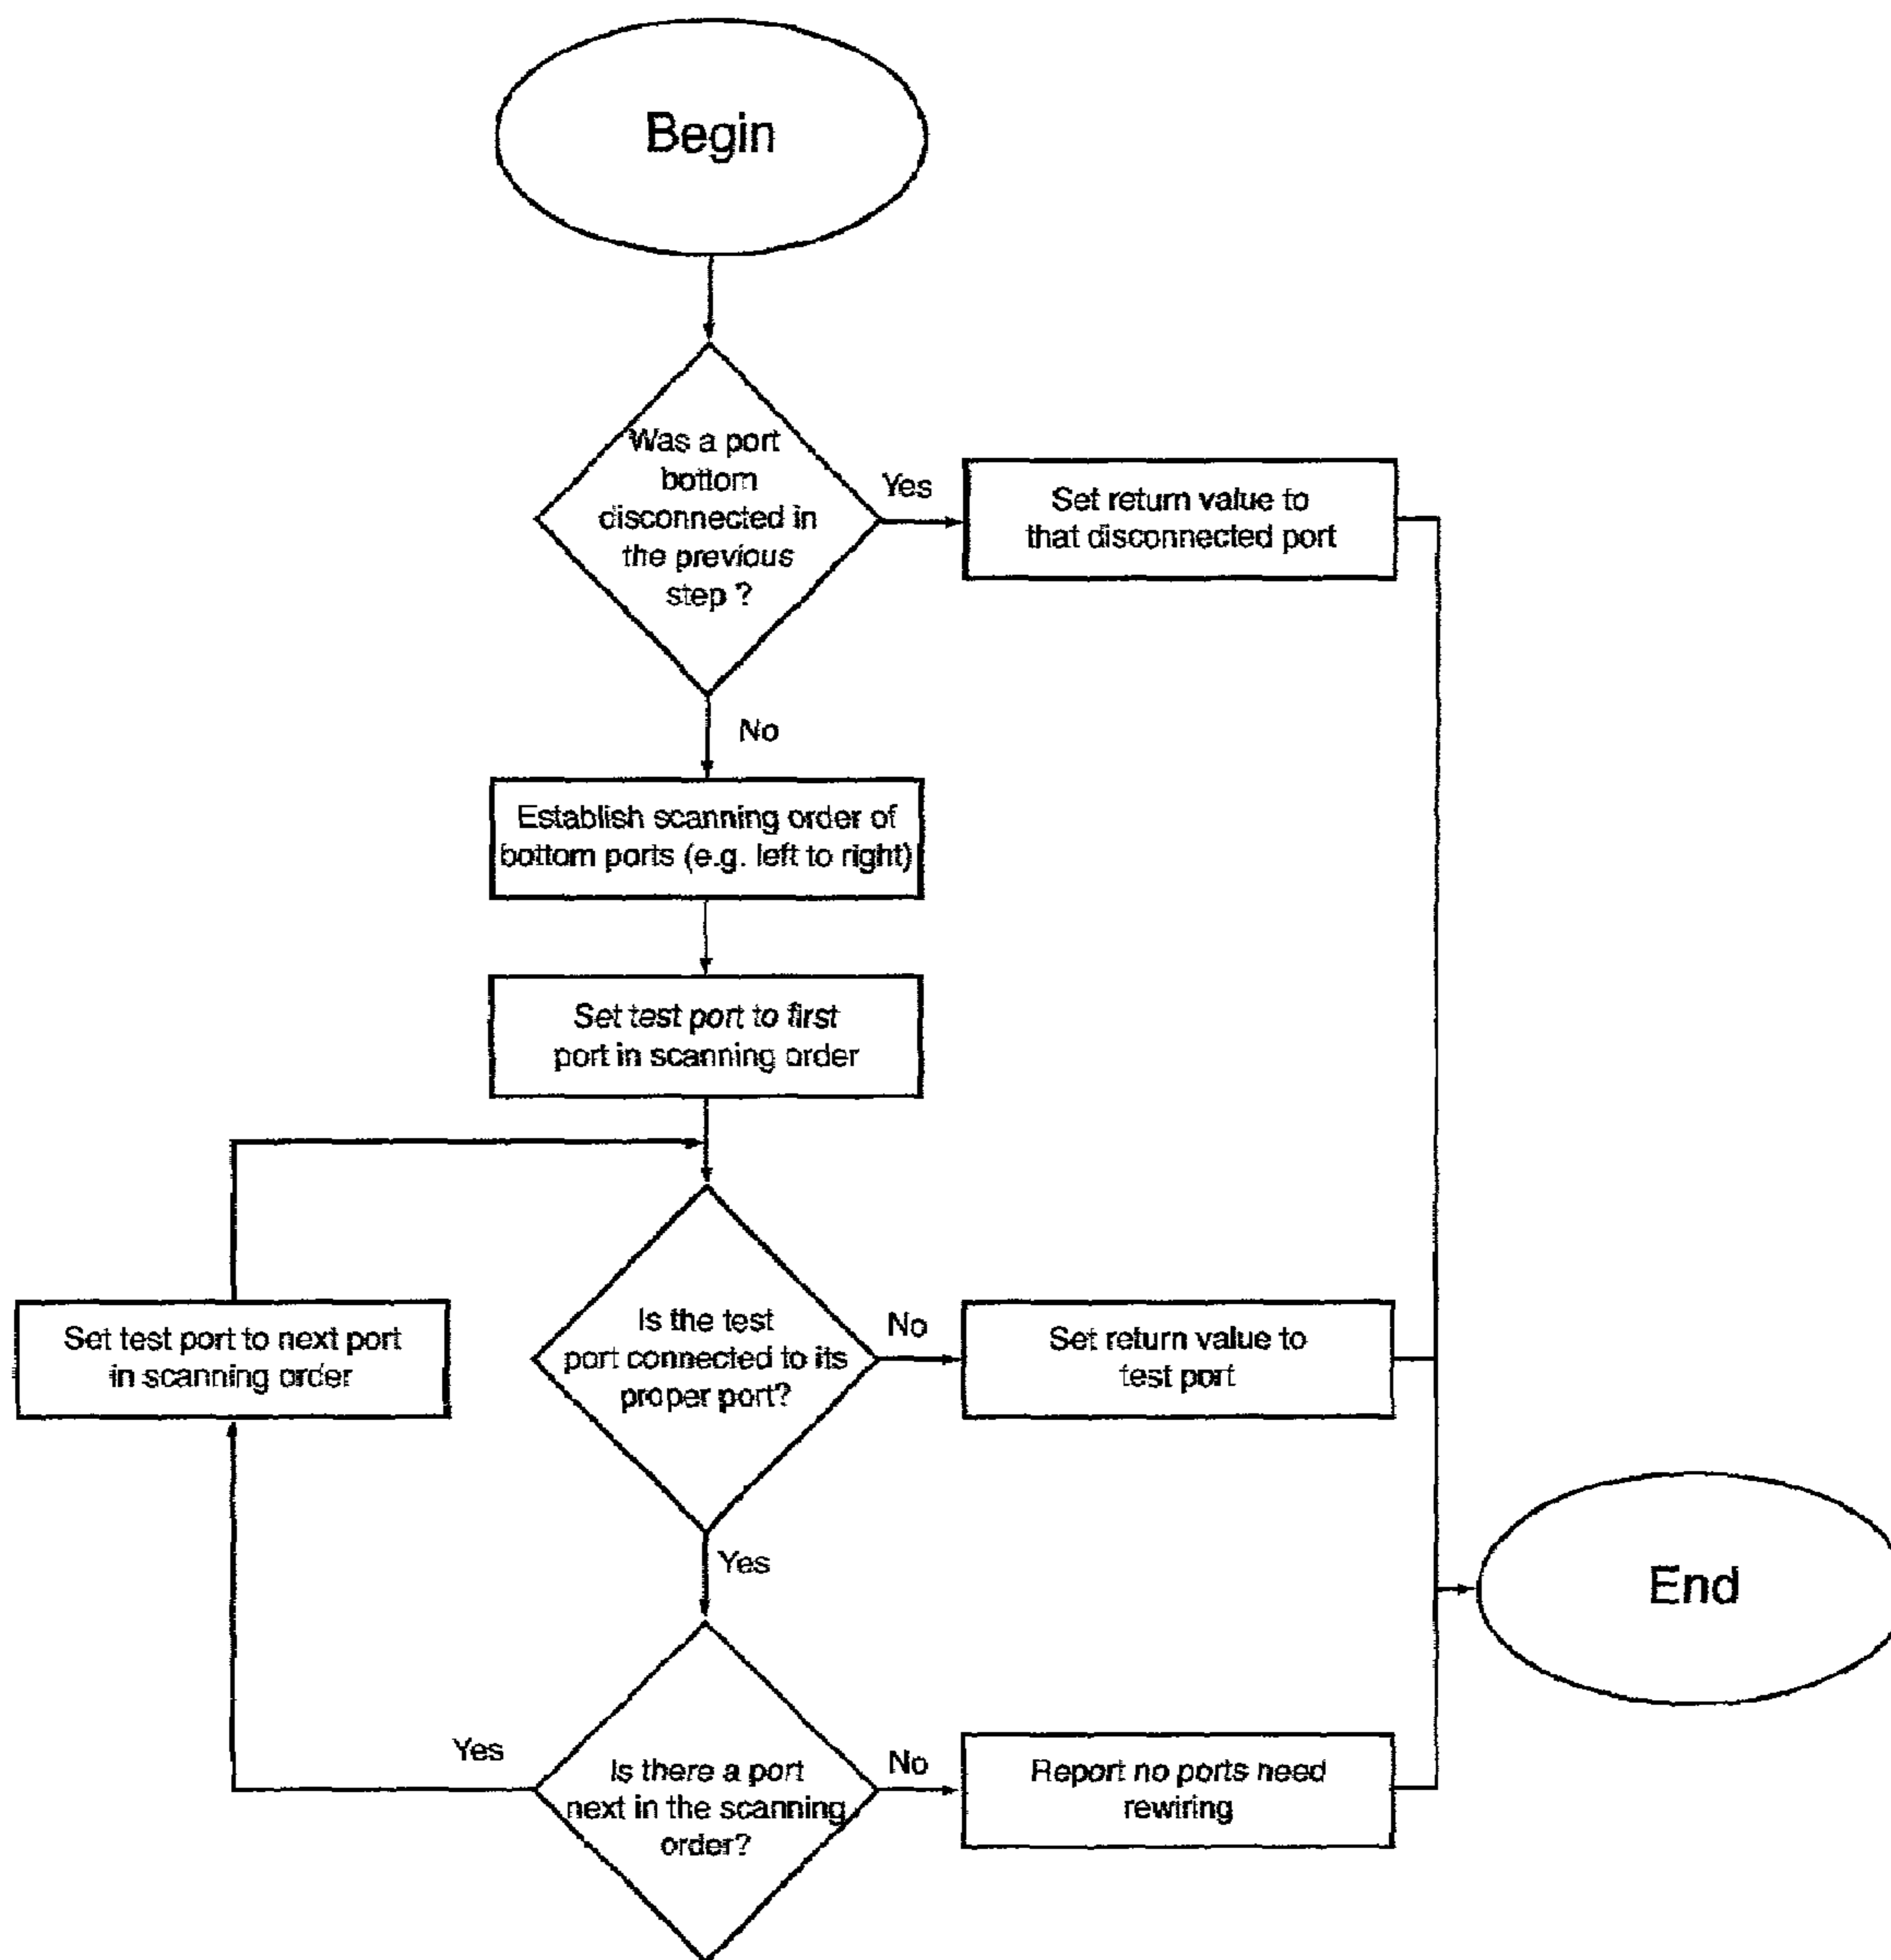 Begin
Was a port
bottom
disconnected in
the previous
step ?
Yes
Set return value to
that disconnected port
No
Establish scanning order of
bottom ports (e.g. left to right)
Set test port to first
port in scanning order
Set test port to next port
in scanning order
Is the test
port connected to its
proper port?
No
Set return value to
test port
Yes
End
Yes
Is there a port
next in the scanning
order?
No
Report no ports need
rewiring